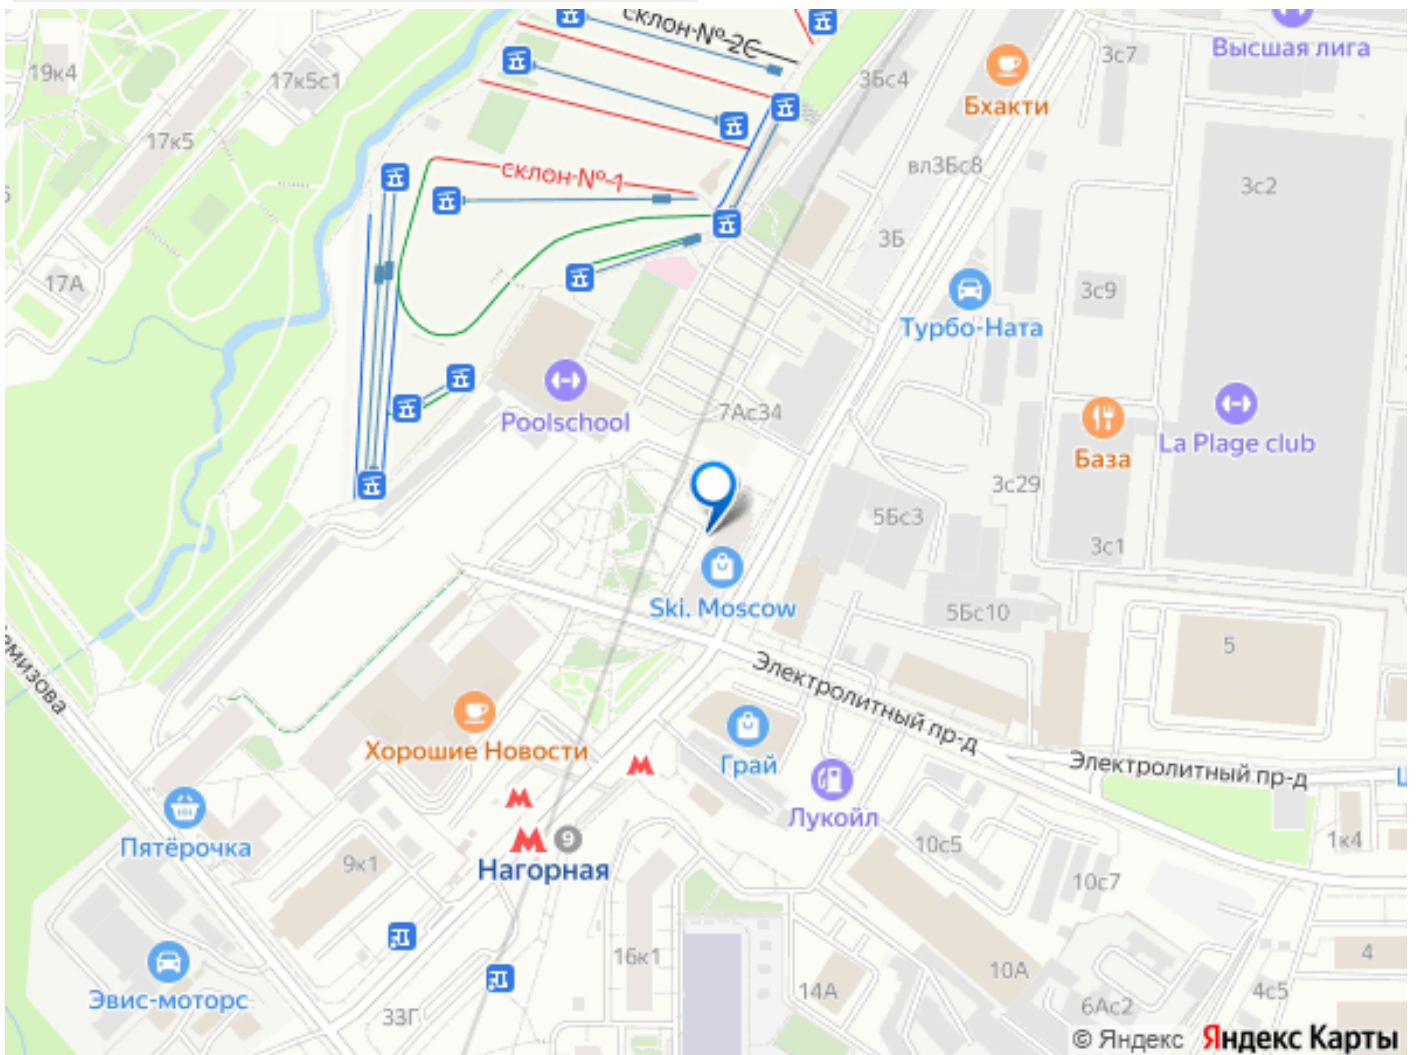 склон № 2С
Высшая лига
19к4
17к5с1
3Бс4
3с7
Бхакти
17к5
вл3Бс8
3с2
склон № 1
3Б
17А
3с9
Турбо-Ната
7Ас34
Poolschool
La Plage club
База
3с29
5Бс3
3с1
Ski. Moscow
5Бс10
5
Электролитный пр-д
Хорошие Новости
Грай
Электролитный пр-д
Лукойл
Пятёрочка
9
1к4
Нагорная
9к1
10с5
10с7
16к1
10А
4
Эвис-моторс
14А
4с5
33Г
6Ас2
© Яндекс Яндекс Карты